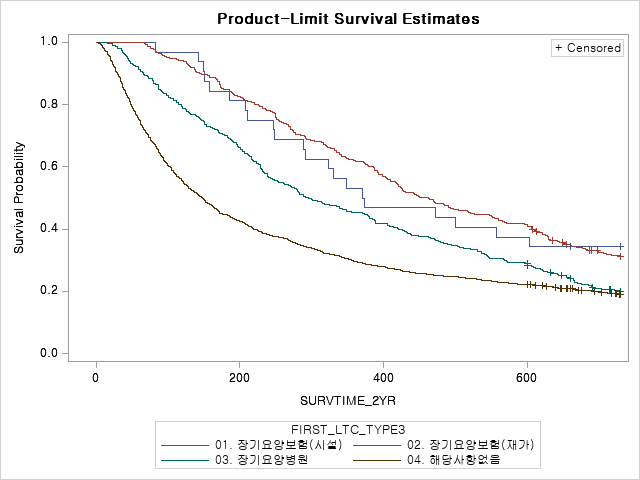 Product-Limit Survival Estimates
+ Censored
1.0
0.8
0.6
0.4
0.2
0.0
Survival Probability
0 200 400 600
SURVTIME_2YR
FIRST_LTC_TYPE3
01. 장기요양보험(시설) 02. 장기요양보험(재가)
03. 장기요양병원 04. 해당사항없음